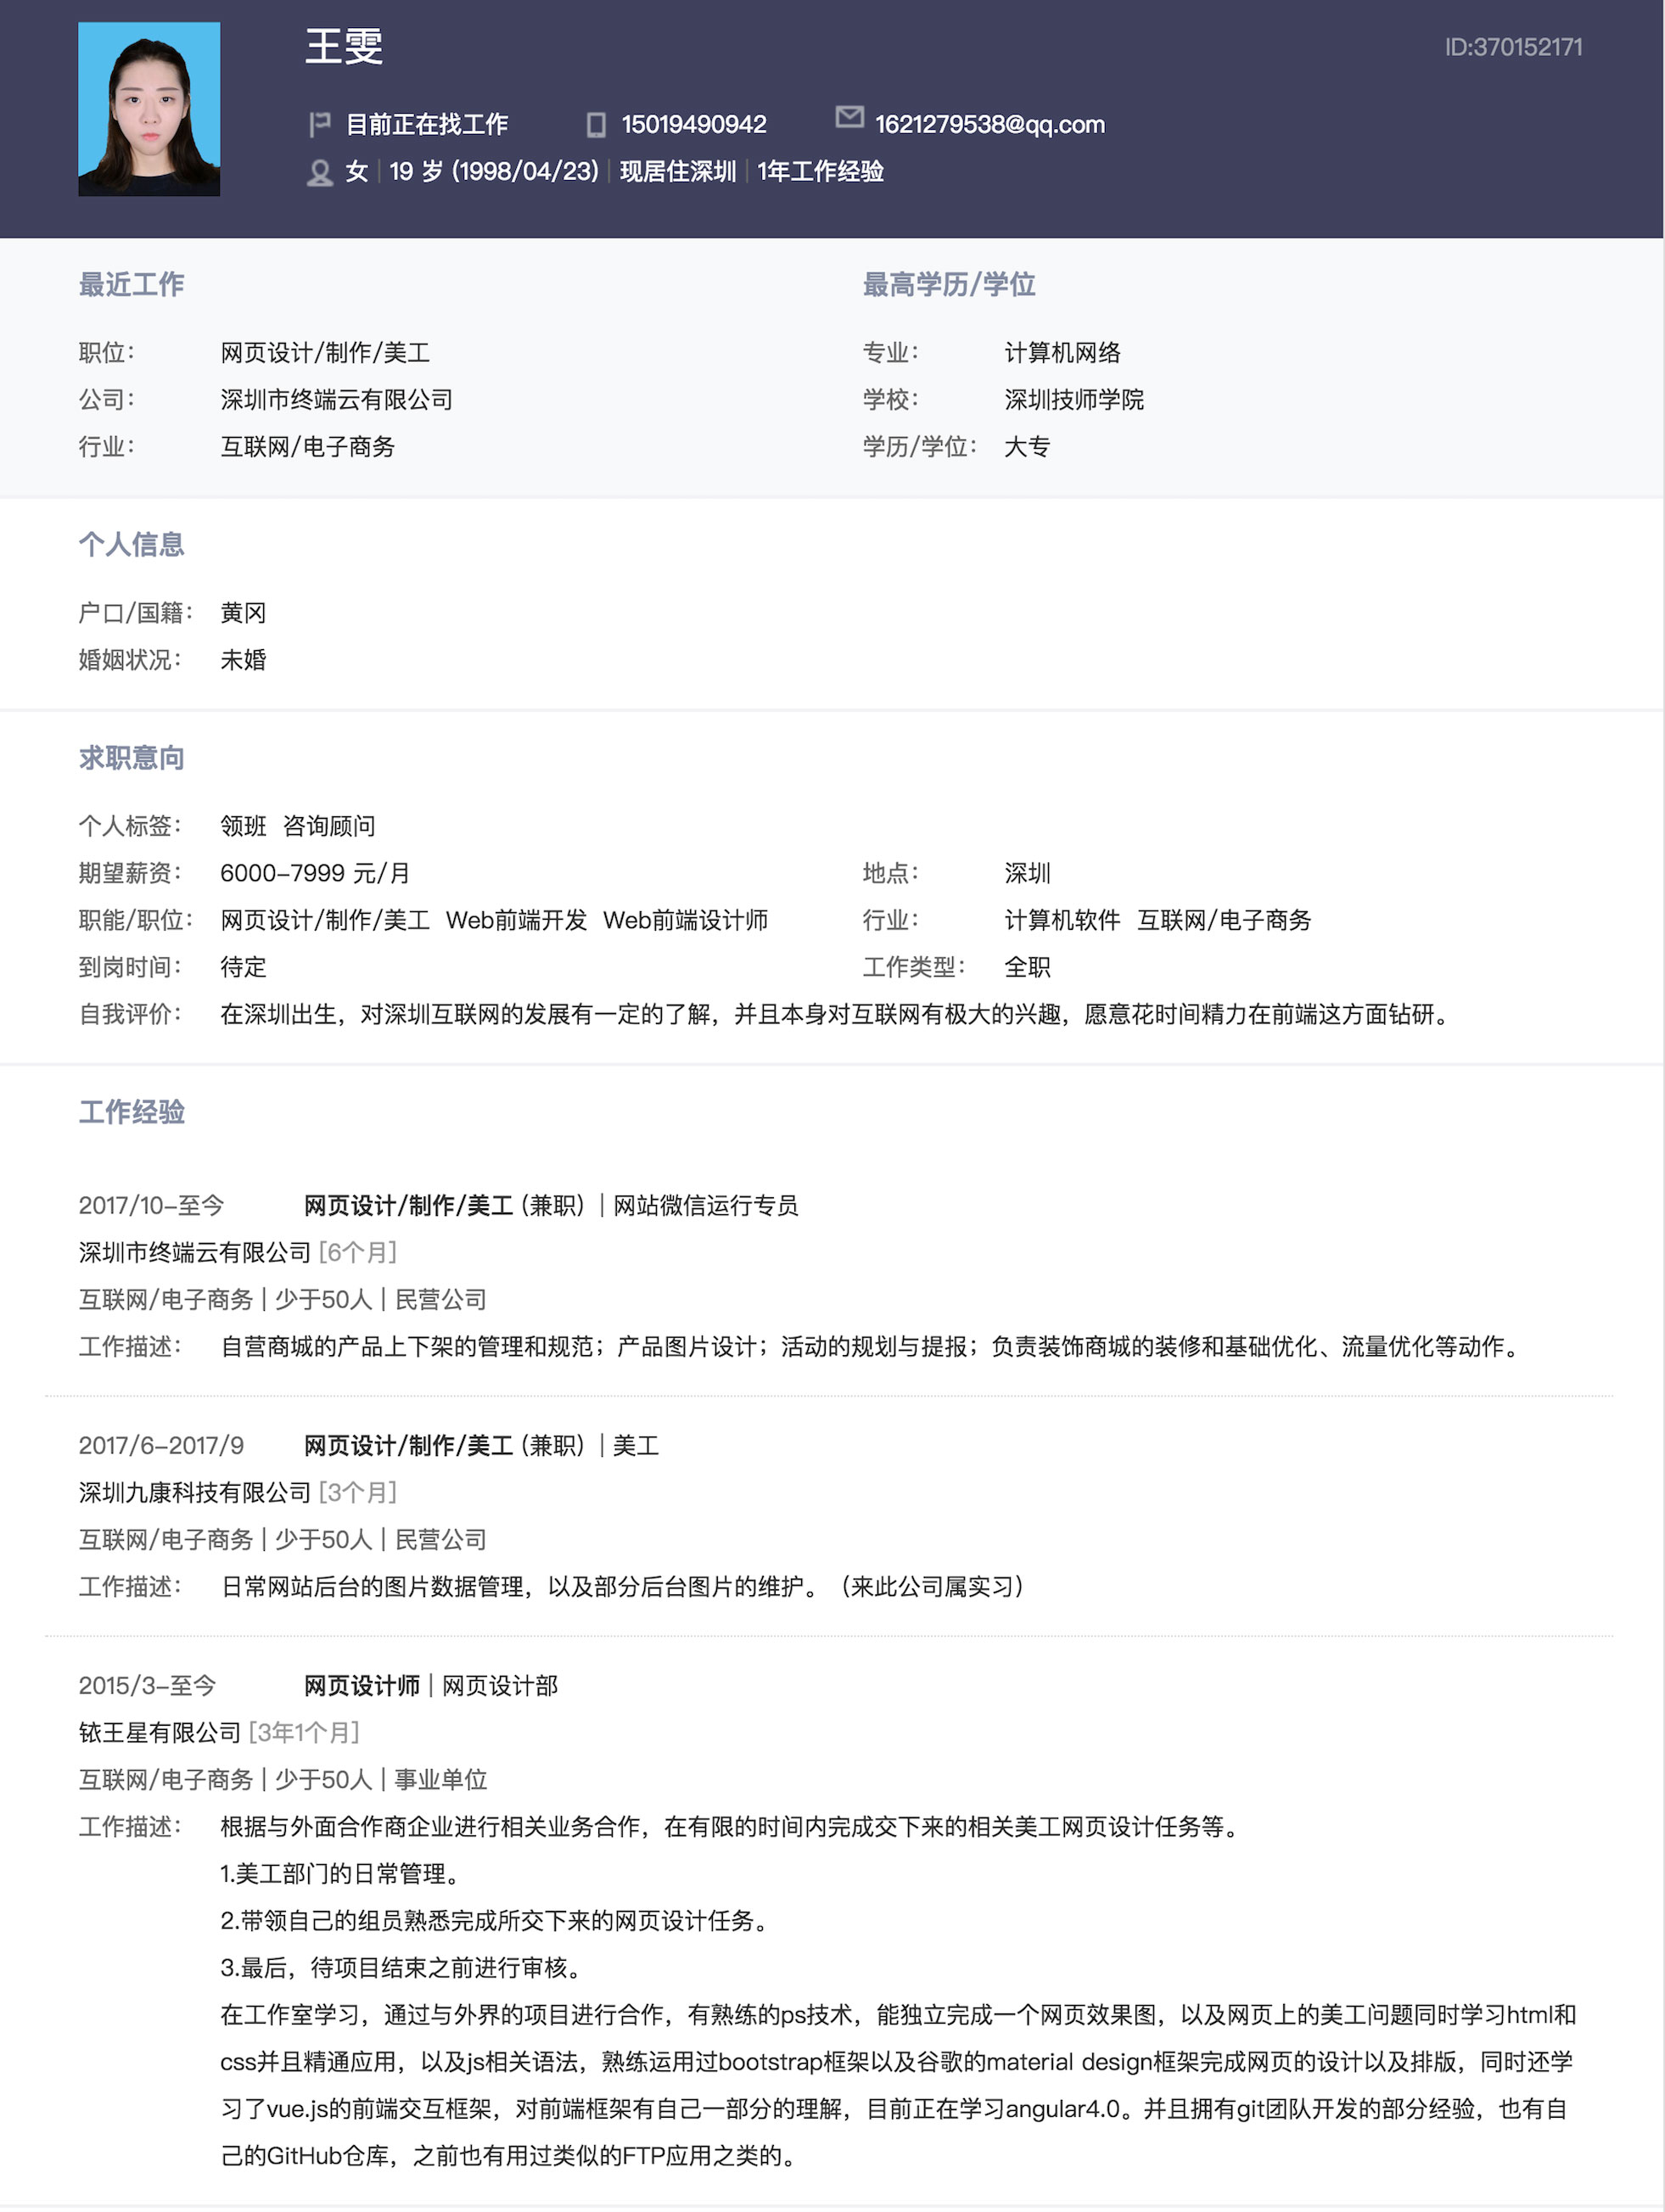 王雯
ID:370152171
目前正在找工作 15019490942 1621279538@qq.com
女 | 19 岁 (1998/04/23) | 现居住深圳 | 1年工作经验
最近工作 最高学历/学位
职位： 网页设计/制作/美工 专业： 计算机网络
公司： 深圳市终端云有限公司 学校： 深圳技师学院
行业： 互联网/电子商务 学历/学位： 大专
个人信息
户口/国籍： 黄冈
婚姻状况： 未婚
求职意向
个人标签： 领班 咨询顾问
期望薪资： 6000-7999 元/月 地点： 深圳
职能/职位： 网页设计/制作/美工 Web前端开发 Web前端设计师 行业： 计算机软件 互联网/电子商务
到岗时间： 待定 工作类型： 全职
自我评价： 在深圳出生，对深圳互联网的发展有一定的了解，并且本身对互联网有极大的兴趣，愿意花时间精力在前端这方面钻研。
工作经验
2017/10-至今 网页设计/制作/美工 (兼职) | 网站微信运行专员
深圳市终端云有限公司 [6个月]
互联网/电子商务 | 少于50人 | 民营公司
工作描述： 自营商城的产品上下架的管理和规范；产品图片设计；活动的规划与提报；负责装饰商城的装修和基础优化、流量优化等动作。
2017/6-2017/9 网页设计/制作/美工 (兼职) | 美工
深圳九康科技有限公司 [3个月]
互联网/电子商务 | 少于50人 | 民营公司
工作描述： 日常网站后台的图片数据管理，以及部分后台图片的维护。（来此公司属实习）
2015/3-至今 网页设计师 | 网页设计部
铱王星有限公司 [3年1个月]
互联网/电子商务 | 少于50人 | 事业单位
工作描述： 根据与外面合作商企业进行相关业务合作，在有限的时间内完成交下来的相关美工网页设计任务等。
1.美工部门的日常管理。
2.带领自己的组员熟悉完成所交下来的网页设计任务。
3.最后，待项目结束之前进行审核。
在工作室学习，通过与外界的项目进行合作，有熟练的ps技术，能独立完成一个网页效果图，以及网页上的美工问题同时学习html和
css并且精通应用，以及js相关语法，熟练运用过bootstrap框架以及谷歌的material design框架完成网页的设计以及排版，同时还学
习了vue.js的前端交互框架，对前端框架有自己一部分的理解，目前正在学习angular4.0。并且拥有git团队开发的部分经验，也有自
己的GitHub仓库，之前也有用过类似的FTP应用之类的。